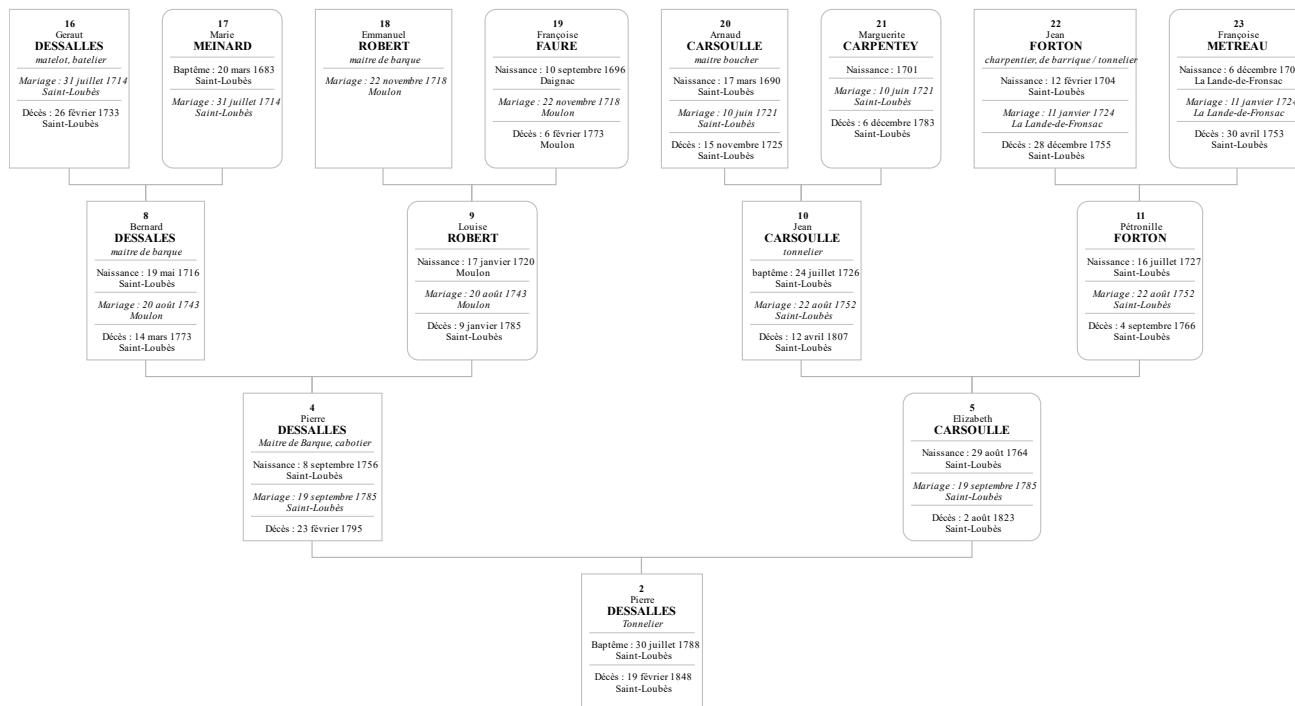 16
Geraut
DESSALLES
matelot, batelier
Mariage : 31 juillet 1714
Saint-Loubès
Décès : 26 février 1733
Saint-Loubès
17
Marie
MEINARD
Baptême : 20 mars 1683
Saint-Loubès
Mariage : 31 juillet 1714
Saint-Loubès
18
Emmanuel
ROBERT
maitre de barque
Mariage : 22 novembre 1718
Moulon
19
Françoise
FAURE
Naissance : 10 septembre 1696
Daignac
Mariage : 22 novembre 1718
Moulon
Décès : 6 février 1773
Moulon
20
Arnaud
CARSOULLE
maitre boucher
Naissance : 17 mars 1690
Saint-Loubès
Mariage : 10 juin 1721
Saint-Loubès
Décès : 15 novembre 1725
Saint-Loubès
21
Marguerite
CARPENTEY
Naissance : 1701
Mariage : 10 juin 1721
Saint-Loubès
Décès : 6 décembre 1783
Saint-Loubès
22
Jean
FORTON
charpentier, de barrique / tonnelier
Naissance : 12 février 1704
Saint-Loubès
Mariage : 11 janvier 1724
La Lande-de-Fronsac
Décès : 28 décembre 1755
Saint-Loubès
23
Françoise
METREAU
Naissance : 6 décembre
La Lande-de-Fronsac
Mariage : 11 janvier 1724
La Lande-de-Fronsac
Décès : 30 avril 1753
Saint-Loubès
8
Bernard
DESSALES
maitre de barque
Naissance : 19 mai 1716
Saint-Loubès
Mariage : 20 août 1743
Moulon
Décès : 14 mars 1773
Saint-Loubès
9
Louise
ROBERT
Naissance : 17 janvier 1720
Moulon
Mariage : 20 août 1743
Moulon
Décès : 9 janvier 1785
Saint-Loubès
10
Jean
CARSOULLE
tonnelier
baptême : 24 juillet 1726
Saint-Loubès
Mariage : 22 août 1752
Saint-Loubès
Décès : 12 avril 1807
Saint-Loubès
11
Pétronille
FORTON
Naissance : 16 juillet 1727
Saint-Loubès
Mariage : 22 août 1752
Saint-Loubès
Décès : 4 septembre 1766
Saint-Loubès
4
Pierre
DESSALLES
Maitre de Barque, cabotier
Naissance : 8 septembre 1756
Saint-Loubès
Mariage : 19 septembre 1785
Saint-Loubès
Décès : 23 février 1795
5
Elizabeth
CARSOULLE
Naissance : 29 août 1764
Saint-Loubès
Mariage : 19 septembre 1785
Saint-Loubès
Décès : 2 août 1823
Saint-Loubès
2
Pierre
DESSALLES
Tonnelier
Baptême : 30 juillet 1788
Saint-Loubès
Décès : 19 février 1848
Saint-Loubès